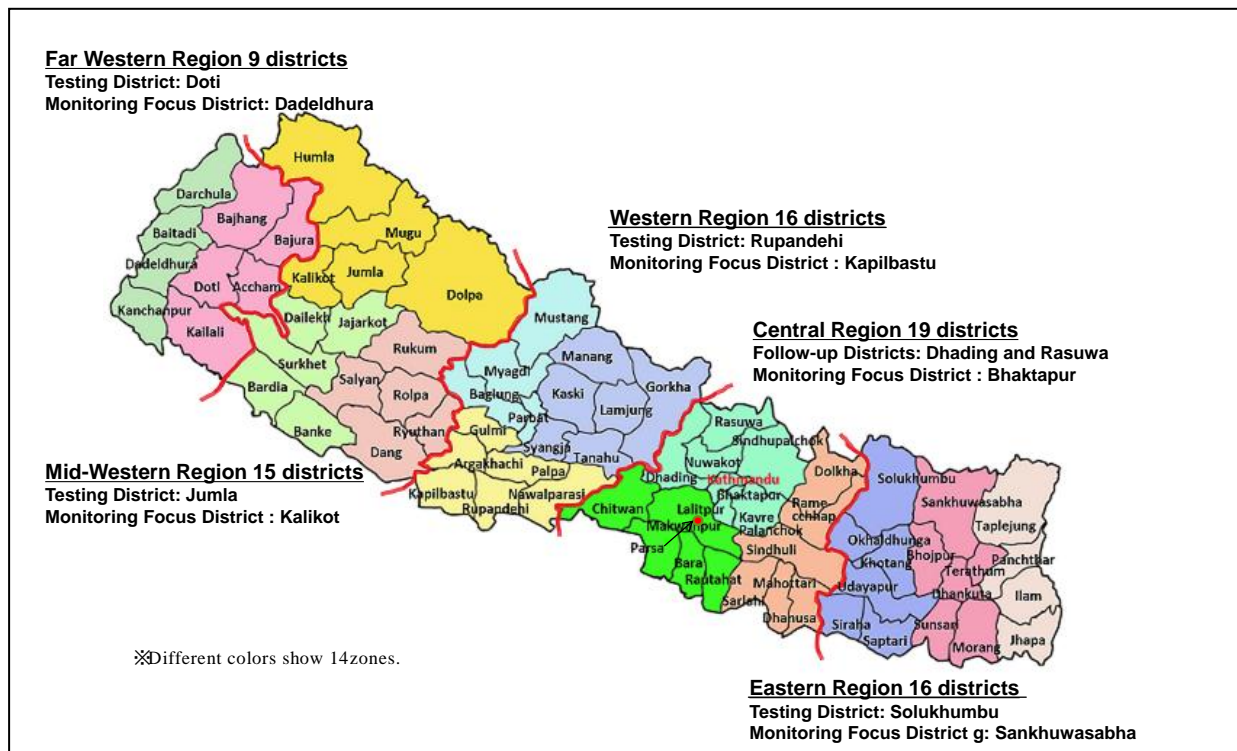 Far Western Region 9 districts
Testing District: Doti
Monitoring Focus District: Dadeldhura
Western Region 16 districts
Testing District: Rupandehi
Monitoring Focus District : Kapilbastu
Central Region 19 districts
Follow-up Districts: Dhading and Rasuwa
Monitoring Focus District : Bhaktapur
Mid-Western Region 15 districts
Testing District: Jumla
Monitoring Focus District : Kalikot
Eastern Region 16 districts
Testing District: Solukhumbu
Monitoring Focus District g: Sankhuwasabha
※Different colors show 14zones.
Humla
Darchula
Bajhang
Baitadi
Bajura
Mugu
Dadeldhura
Doti
Accham
Kalikot
Jumla
Dolpa
Kanchanpur
Kailali
Dailekh
Jajarkot
Surkhet
Rukum
Bardia
Salyan
Rolpa
Banke
Dang
Ryuthan
Mustang
Manang
Myagdi
Baglung
Kaski
Gorkha
Lamjung
Parbat
Gulmi
Syangja
Tanahu
Argakhachi
Palpa
Kapilbastu
Rupandehi
Nawalparasi
Rasuwa
Sindhupalchok
Nuwakot
Dhading
Kathmandu
Bhaktapur
Dolkha
Chitwan
Lalitpur
Kavre
Palanchok
Rame
cchhap
Makwanpur
Parsa
Sindhuli
Bara
Rautahat
Mahottari
Sarlahi
Dhanusa
Solukhumbu
Sankhuwasabha
Taplejung
Okhaldhunga
Bhojpur
Panchthar
Khotang
Terathum
Udayapur
Dhankuta
Ilam
Siraha
Saptari
Sunsari
Morang
Jhapa